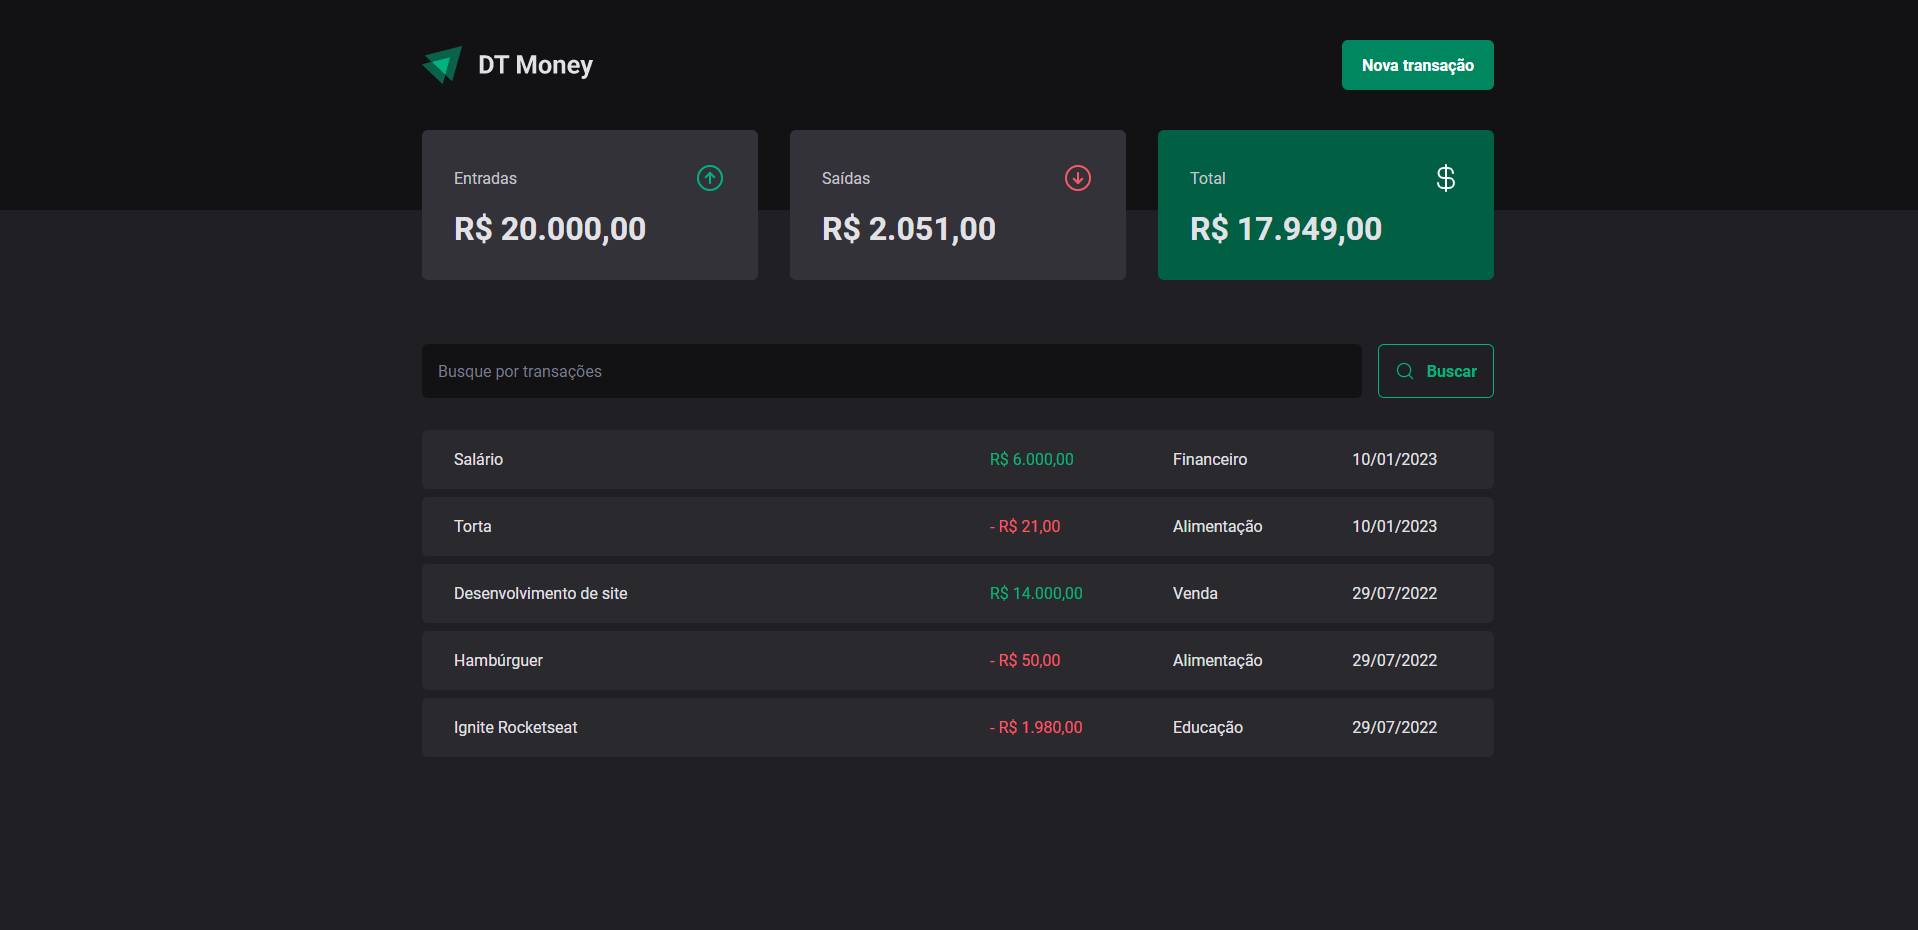 DT Money
Nova transação
Entradas
R$ 20.000,00
Saídas
R$ 2.051,00
Total
$
R$ 17.949,00
Busque por transações
Buscar
Salário R$ 6.000,00 Financeiro 10/01/2023
Torta - R$ 21,00 Alimentação 10/01/2023
Desenvolvimento de site R$ 14.000,00 Venda 29/07/2022
Hambúrguer - R$ 50,00 Alimentação 29/07/2022
Ignite Rocketseat - R$ 1.980,00 Educação 29/07/2022